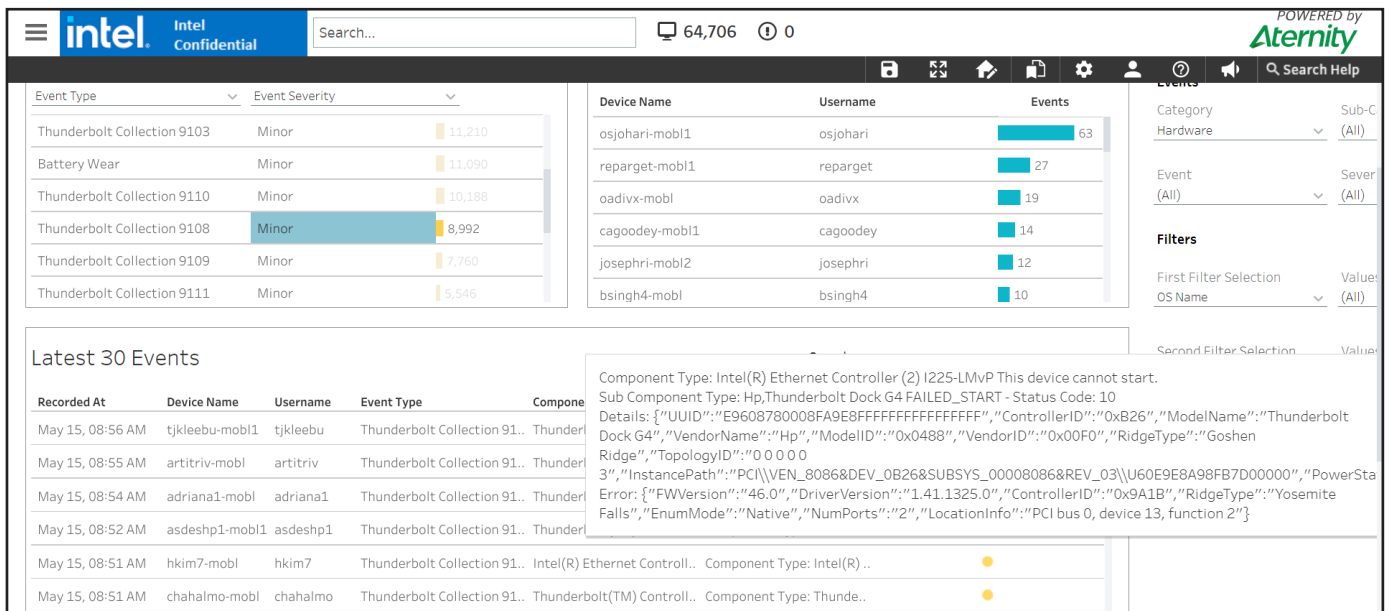 intel.
Intel
Confidential
Search...
64,706
0
POWERED by
Aternity
Search Help
Event Type
Event Severity
Thunderbolt Collection 9103 Minor 11,210
Battery Wear Minor 11,090
Thunderbolt Collection 9110 Minor 10,188
Thunderbolt Collection 9108 Minor 8,992
Thunderbolt Collection 9109 Minor 7,760
Thunderbolt Collection 9111 Minor 5,546
Device Name Username Events
osjohari-mobl1 osjohari 63
reparget-mobl1 reparget 27
oadivx-mobl oadivx 19
cagoodey-mobl1 cagoodey 14
josephri-mobl2 josephri 12
bsingh4-mobl bsingh4 10
Events
Category Sub-C
Hardware (All)
Event Sever
(All) (All)
Filters
First Filter Selection Values
OS Name (All)
Second Filter Selection Values
Latest 30 Events
Recorded At Device Name Username Event Type Compone
May 15, 08:56 AM tjkleebu-mobl1 tjkleebu Thunderbolt Collection 91.. Thunderl
May 15, 08:55 AM artitriv-mobl artitriv Thunderbolt Collection 91.. Thunderl
May 15, 08:54 AM adriana1-mobl adriana1 Thunderbolt Collection 91.. Thunderl
May 15, 08:52 AM asdeshp1-mobl1 asdeshp1 Thunderbolt Collection 91.. Thunderl
May 15, 08:51 AM hkim7-mobl hkim7 Thunderbolt Collection 91.. Intel(R) Ethernet Controll.. Component Type: Intel(R) ..
May 15, 08:51 AM chahalmo-mobl chahalmo Thunderbolt Collection 91.. Thunderbolt(TM) Controll.. Component Type: Thunde..
Component Type: Intel(R) Ethernet Controller (2) I225-LMvP This device cannot start.
Sub Component Type: Hp,Thunderbolt Dock G4 FAILED_START - Status Code: 10
Details: {"UUID":"E9608780008FA9E8FFFFFFFFFFFFFFFF","ControllerID":"0xB26","ModelName":"Thunderbolt
Dock G4","VendorName":"Hp","ModelID":"0x0488","VendorID":"0x00F0","RidgeType":"Goshen
Ridge","TopologyID":"0 0 0 0 0
3","InstancePath":"PCI\\VEN_8086&DEV_0B26&SUBSYS_00008086&REV_03\\U60E9E8A98FB7D00000","PowerSta
Error: {"FWVersion":"46.0","DriverVersion":"1.41.1325.0","ControllerID":"0x9A1B","RidgeType":"Yosemite
Falls","EnumMode":"Native","NumPorts":"2","LocationInfo":"PCI bus 0, device 13, function 2"}